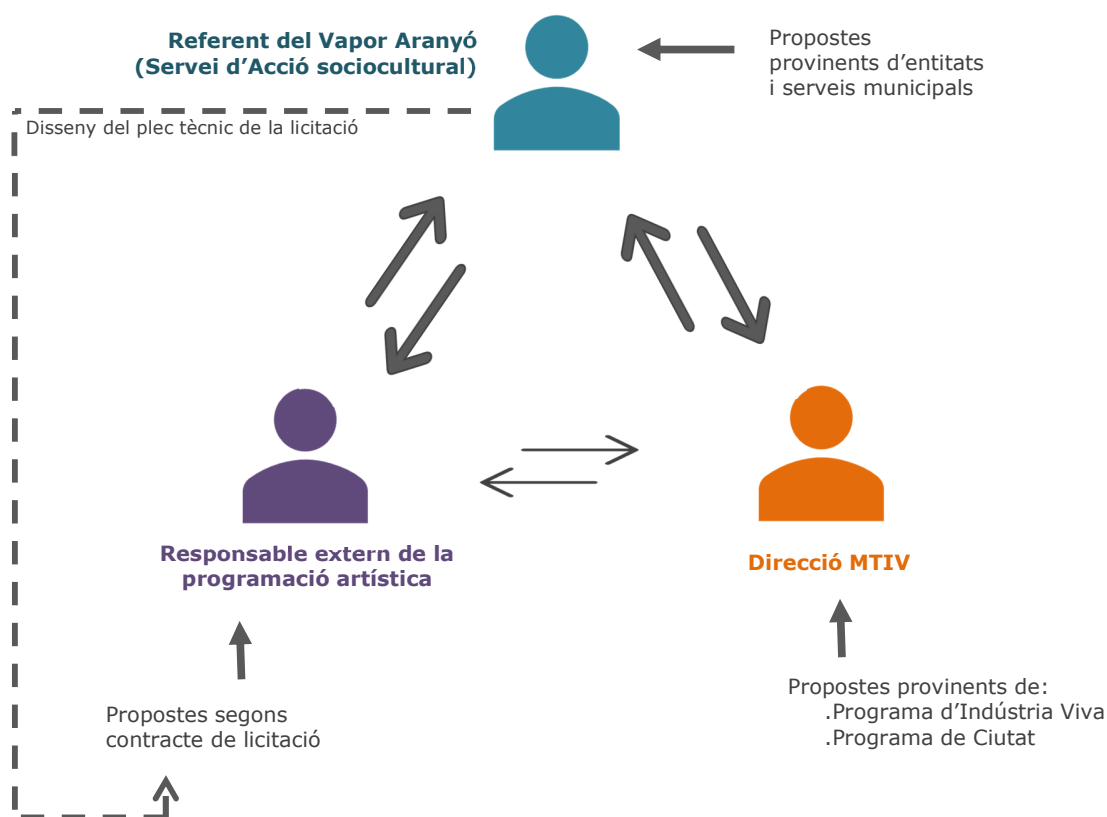 Referent del Vapor Aranyó
(Servei d’Acció sociocultural)
Propostes
provinents d’entitats
i serveis municipals
Disseny del plec tècnic de la licitació
Responsable extern de la
programació artística
Direcció MTIV
Propostes segons
contracte de licitació
Propostes provinents de:
.Programa d’Indústria Viva
.Programa de Ciutat